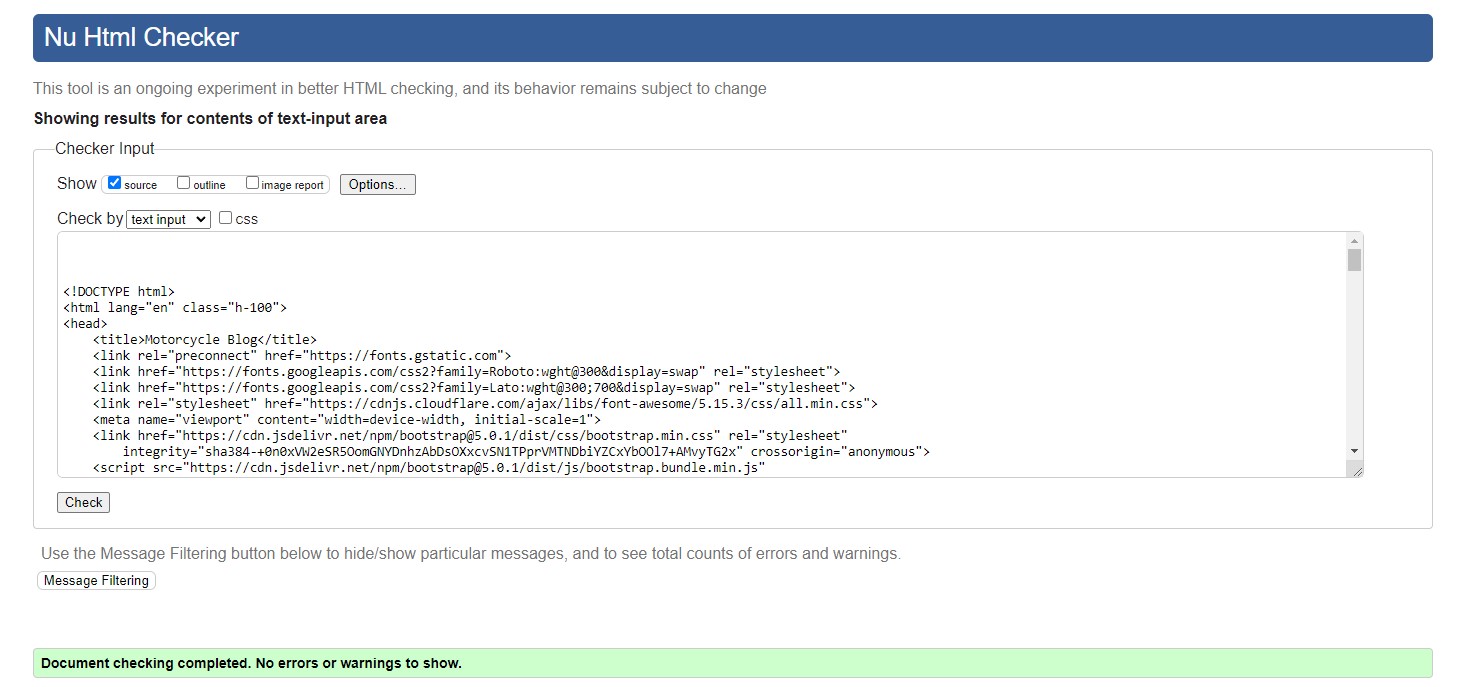 Nu Html Checker
This tool is an ongoing experiment in better HTML checking, and its behavior remains subject to change
Showing results for contents of text-input area
Checker Input
Show source outline image report Options...
Check by text input css
<!DOCTYPE html>
<html lang="en" class="h-100">
<head>
    <title>Motorcycle Blog</title>
    <link rel="preconnect" href="https://fonts.gstatic.com">
    <link href="https://fonts.googleapis.com/css2?family=Roboto:wght@300&display=swap" rel="stylesheet">
    <link href="https://fonts.googleapis.com/css2?family=Lato:wght@300;700&display=swap" rel="stylesheet">
    <link rel="stylesheet" href="https://cdnjs.cloudflare.com/ajax/libs/font-awesome/5.15.3/css/all.min.css">
    <meta name="viewport" content="width=device-width, initial-scale=1">
    <link href="https://cdn.jsdelivr.net/npm/bootstrap@5.0.1/dist/css/bootstrap.min.css" rel="stylesheet"
        integrity="sha384-+0n0xVW2eSR5OomGNYDnhzAbDsOXxcvSN1TPprVMTNDbiYZCxYbOOl7+AMvyTG2x" crossorigin="anonymous">
    <script src="https://cdn.jsdelivr.net/npm/bootstrap@5.0.1/dist/js/bootstrap.bundle.min.js"
Check
Use the Message Filtering button below to hide/show particular messages, and to see total counts of errors and warnings.
Message Filtering
Document checking completed. No errors or warnings to show.